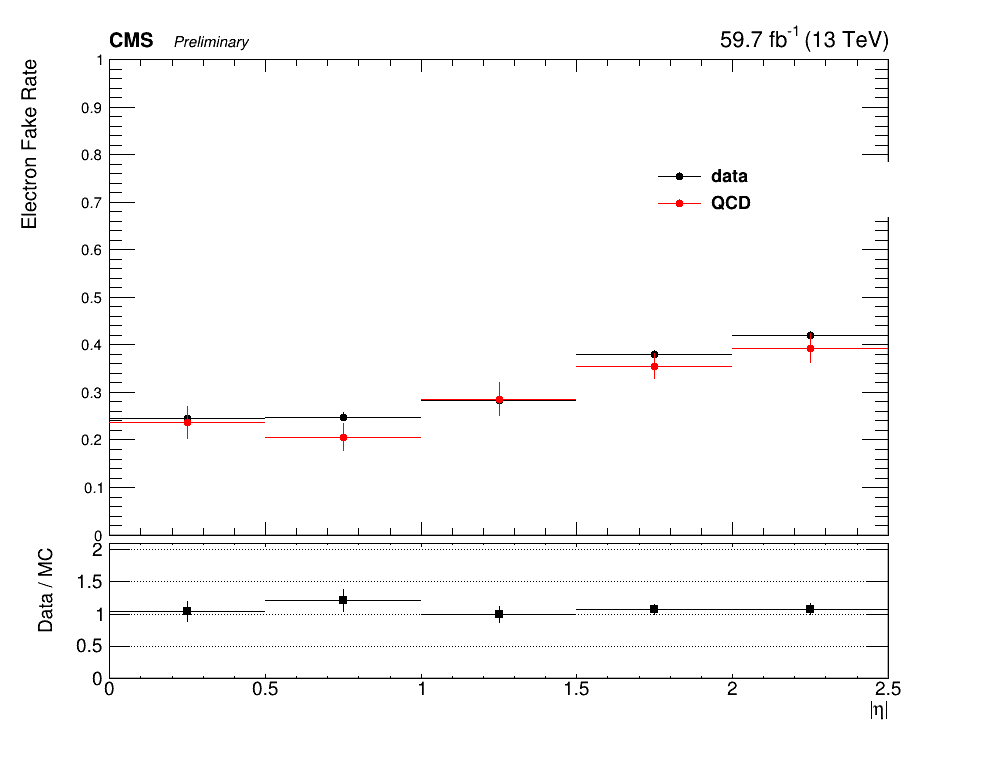 CMS Preliminary 59.7 fb⁻¹ (13 TeV)
Electron Fake Rate
1
0.9
0.8
0.7
0.6
0.5
0.4
0.3
0.2
0.1
0
data
QCD
Data / MC
2
1.5
1
0.5
0
0 0.5 1 1.5 2 2.5
|η|